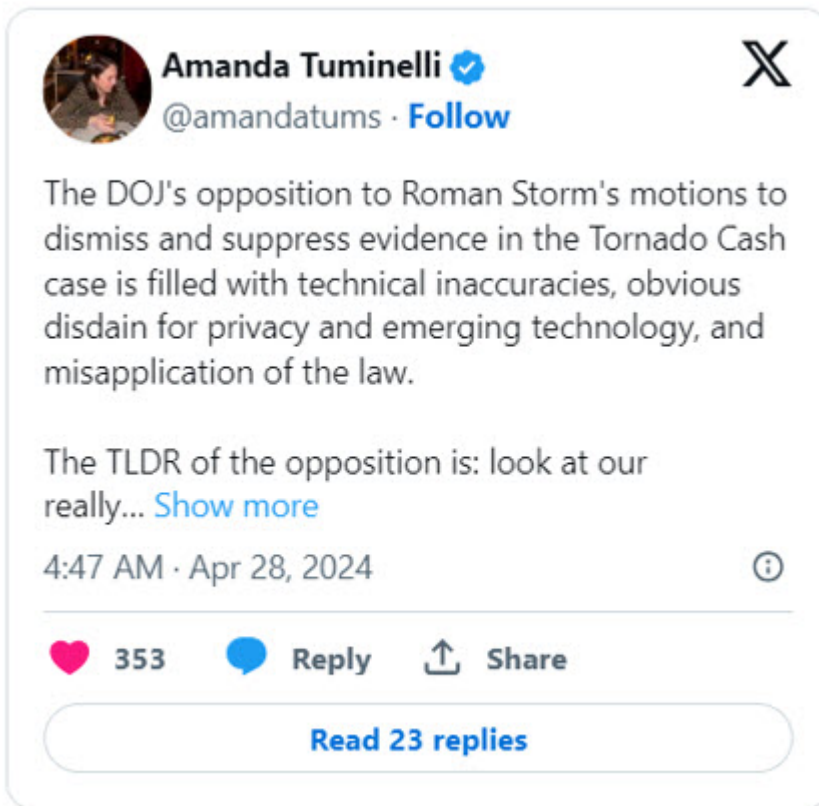 Amanda Tuminelli
@amandatums · Follow
The DOJ's opposition to Roman Storm's motions to
dismiss and suppress evidence in the Tornado Cash
case is filled with technical inaccuracies, obvious
disdain for privacy and emerging technology, and
misapplication of the law.
The TLDR of the opposition is: look at our
really... Show more
4:47 AM · Apr 28, 2024
353 Reply Share
Read 23 replies